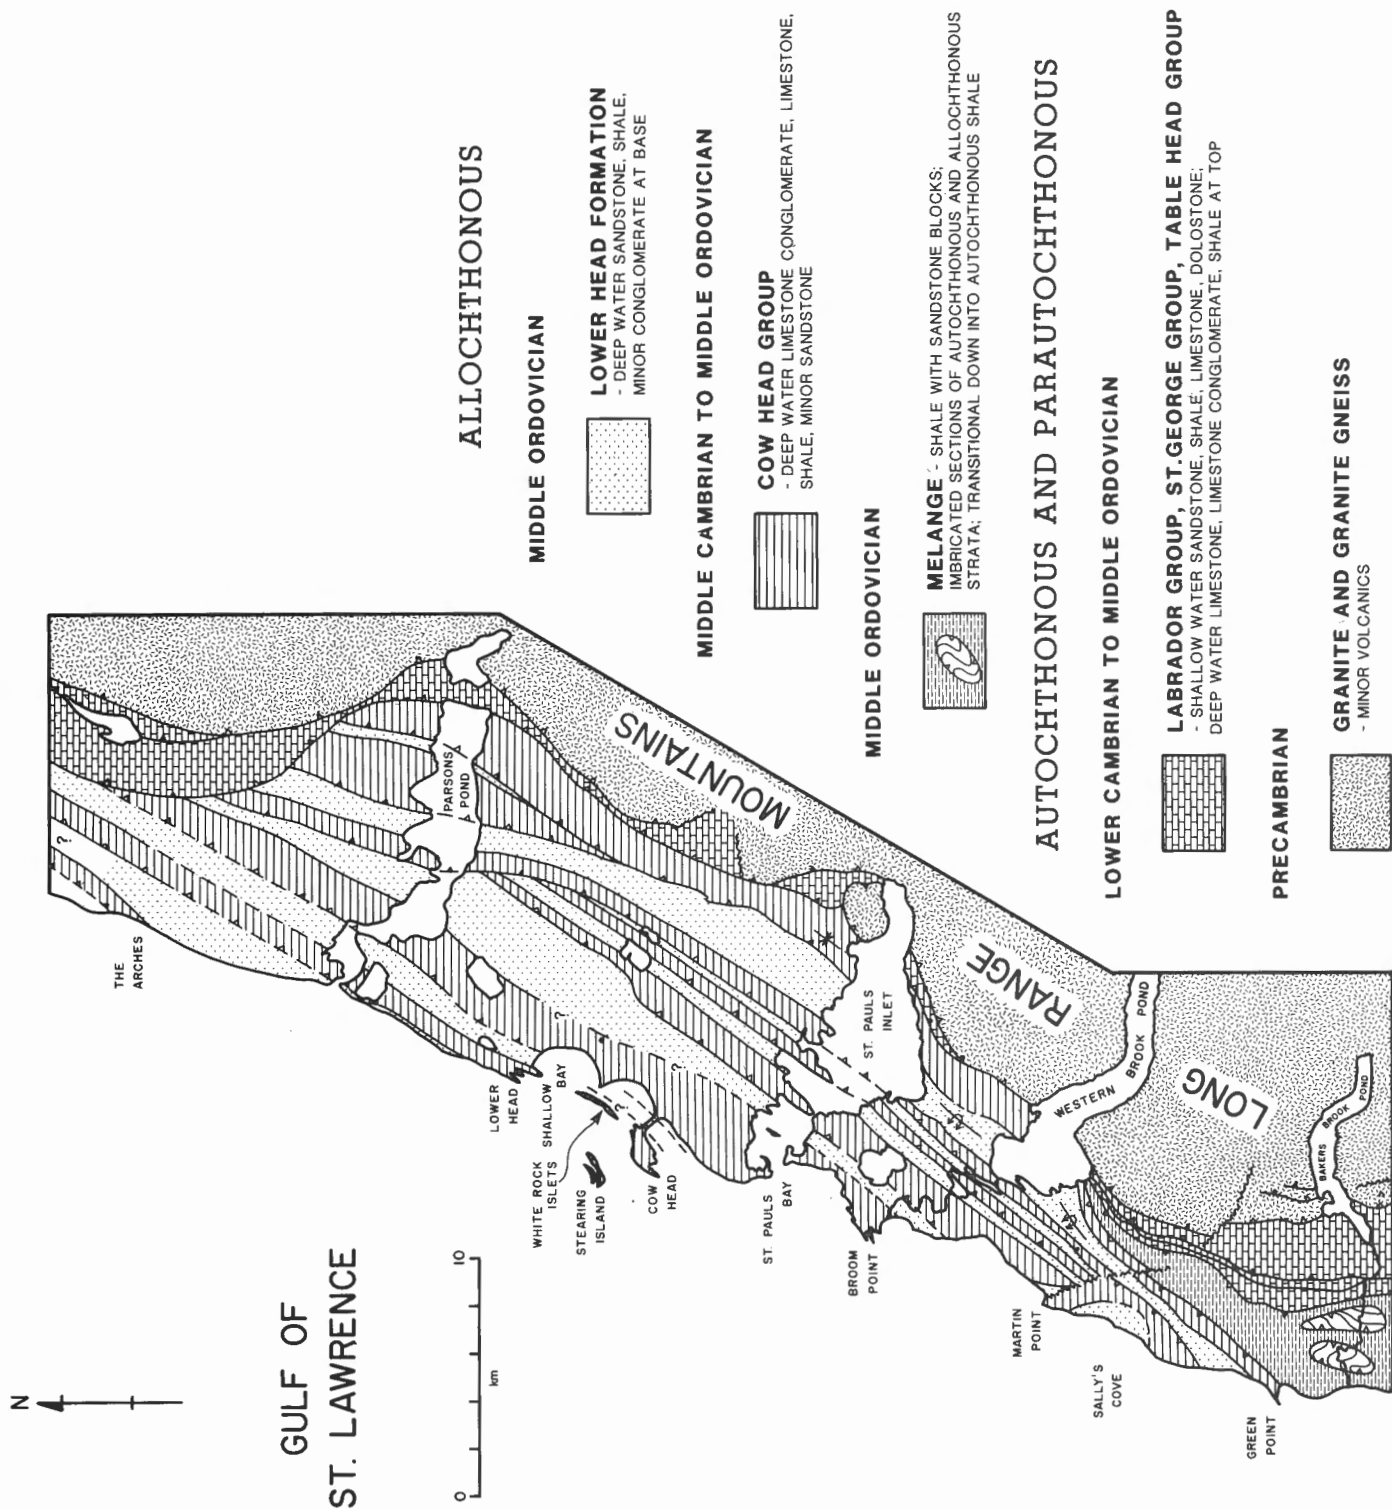 N
GULF OF
ST. LAWRENCE
0
10
km
THE
ARCHES
PARSONS
POND
LOWER
HEAD
SHALLOW
BAY
WHITE ROCK
ISLETS
STEARING
ISLAND
COW
HEAD
ST. PAULS
BAY
ST. PAULS
INLET
BROOM
POINT
MARTIN
POINT
SALLY'S
COVE
GREEN
POINT
WESTERN BROOK POND
BAKERS BROOK POND
LONG
RANGE
MOUNTAINS
?
?
?
?
ALLOCHTHONOUS
MIDDLE ORDOVICIAN
LOWER HEAD FORMATION
- DEEP WATER SANDSTONE, SHALE,
MINOR CONGLOMERATE AT BASE
MIDDLE CAMBRIAN TO MIDDLE ORDOVICIAN
COW HEAD GROUP
- DEEP WATER LIMESTONE CONGLOMERATE, LIMESTONE,
SHALE, MINOR SANDSTONE
MIDDLE ORDOVICIAN
MELANGE - SHALE WITH SANDSTONE BLOCKS;
IMBRICATED SECTIONS OF AUTOCHTHONOUS AND ALLOCHTHONOUS
STRATA; TRANSITIONAL DOWN INTO AUTOCHTHONOUS SHALE
AUTOCHTHONOUS AND PARAUTOCHTHONOUS
LOWER CAMBRIAN TO MIDDLE ORDOVICIAN
LABRADOR GROUP, ST.GEORGE GROUP, TABLE HEAD GROUP
- SHALLOW WATER SANDSTONE, SHALE, LIMESTONE, DOLOSTONE;
DEEP WATER LIMESTONE, LIMESTONE CONGLOMERATE, SHALE AT TOP
PRECAMBRIAN
GRANITE AND GRANITE GNEISS
- MINOR VOLCANICS